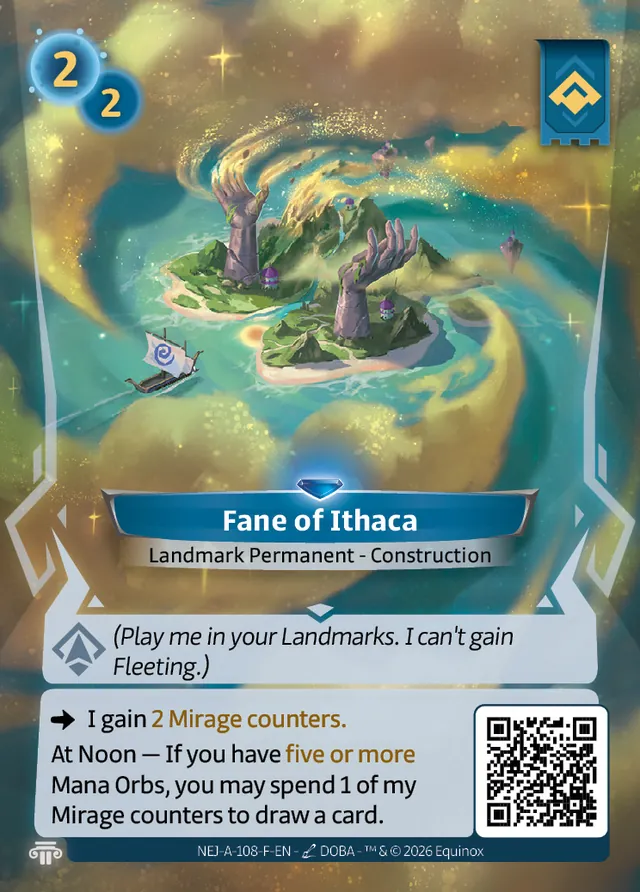 2
2
Fane of Ithaca
Landmark Permanent - Construction
(Play me in your Landmarks. I can't gain
Fleeting.)
I gain 2 Mirage counters.
At Noon — If you have five or more
Mana Orbs, you may spend 1 of my
Mirage counters to draw a card.
NEJ-A-108-F-EN - DOBA - ™ & © 2026 Equinox